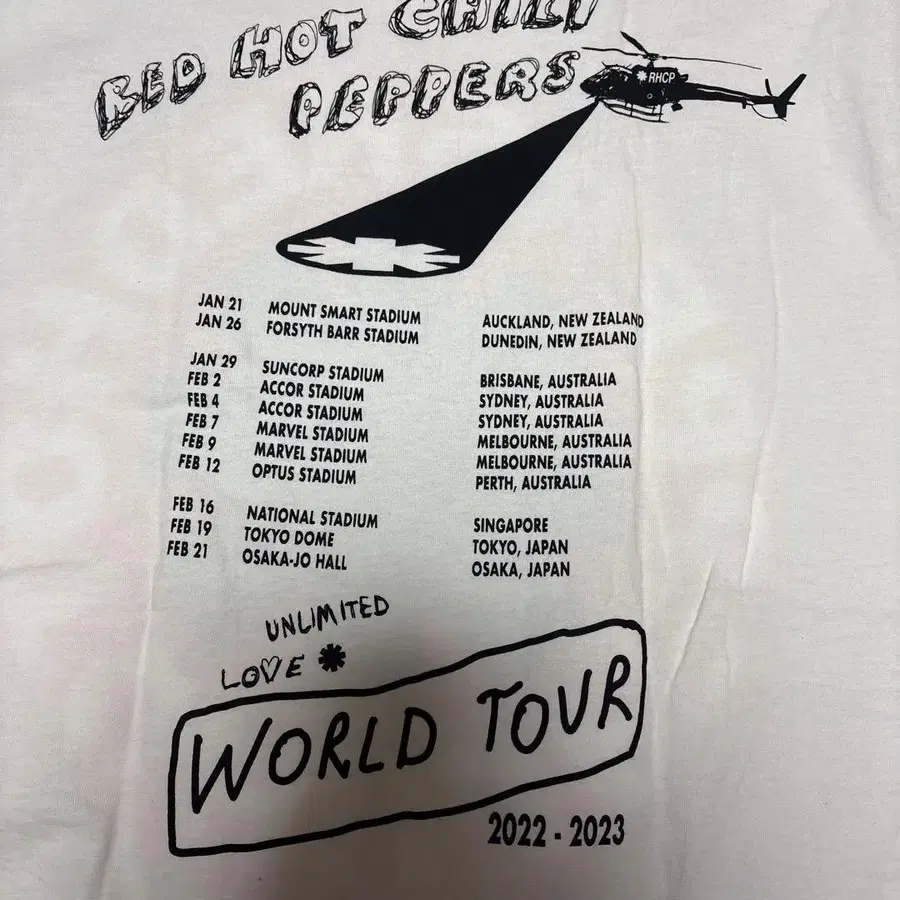 RED HOT CHILI
PEPPERS
RHCP
JAN 21 MOUNT SMART STADIUM AUCKLAND, NEW ZEALAND
JAN 26 FORSYTH BARR STADIUM DUNEDIN, NEW ZEALAND
JAN 29 SUNCORP STADIUM BRISBANE, AUSTRALIA
FEB 2 ACCOR STADIUM SYDNEY, AUSTRALIA
FEB 4 ACCOR STADIUM SYDNEY, AUSTRALIA
FEB 7 MARVEL STADIUM MELBOURNE, AUSTRALIA
FEB 9 MARVEL STADIUM MELBOURNE, AUSTRALIA
FEB 12 OPTUS STADIUM PERTH, AUSTRALIA
FEB 16 NATIONAL STADIUM SINGAPORE
FEB 19 TOKYO DOME TOKYO, JAPAN
FEB 21 OSAKA-JO HALL OSAKA, JAPAN
UNLIMITED
LOVE
WORLD TOUR
2022 - 2023